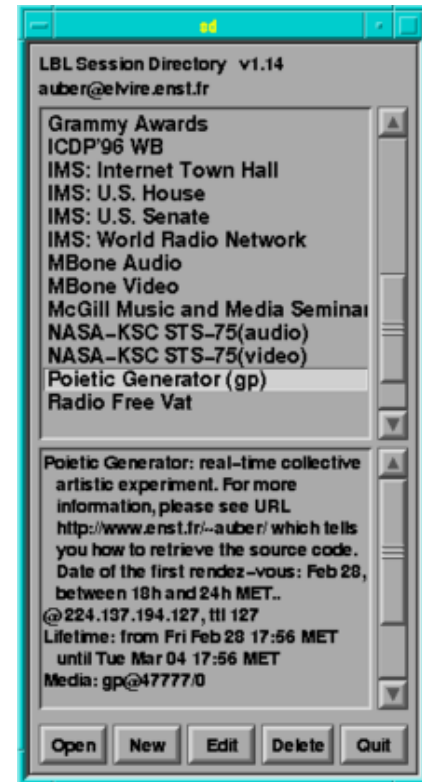 sd
LBL Session Directory v1.14
auber@elvire.enst.fr
Grammy Awards
ICDP'96 WB
IMS: Internet Town Hall
IMS: U.S. House
IMS: U.S. Senate
IMS: World Radio Network
MBone Audio
MBone Video
McGill Music and Media Seminar
NASA-KSC STS-75(audio)
NASA-KSC STS-75(video)
Poietic Generator (gp)
Radio Free Vat
Poietic Generator: real-time collective
artistic experiment. For more
information, please see URL
http://www.enst.fr/~auber/ which tells
you how to retrieve the source code.
Date of the first rendez-vous: Feb 28,
between 18h and 24h MET..
@224.137.194.127, ttl 127
Lifetime: from Fri Feb 28 17:56 MET
until Tue Mar 04 17:56 MET
Media: gp@47777/0
Open New Edit Delete Quit